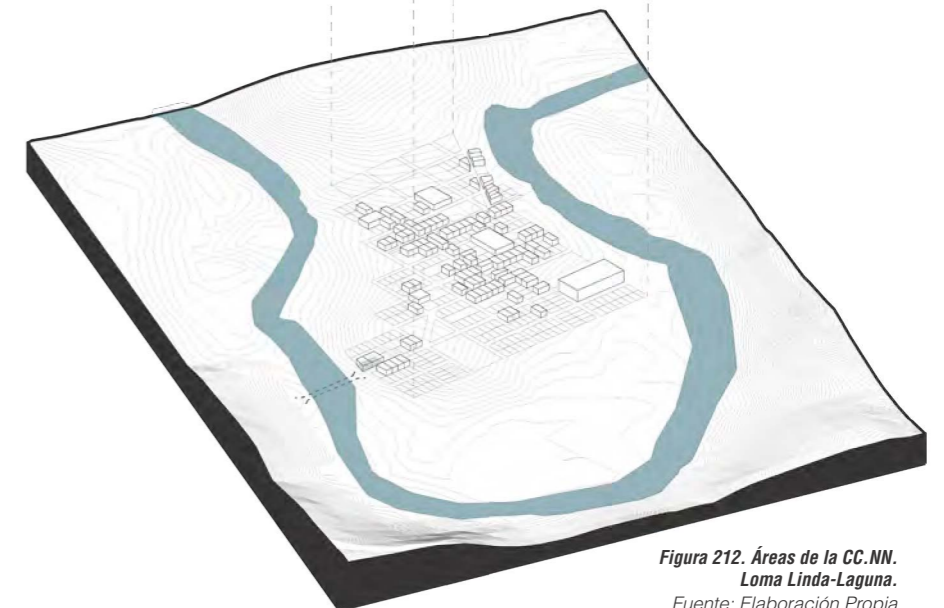 Figura 212. Áreas de la CC.NN.
Loma Linda-Laguna.
Fuente: Elaboración Propia